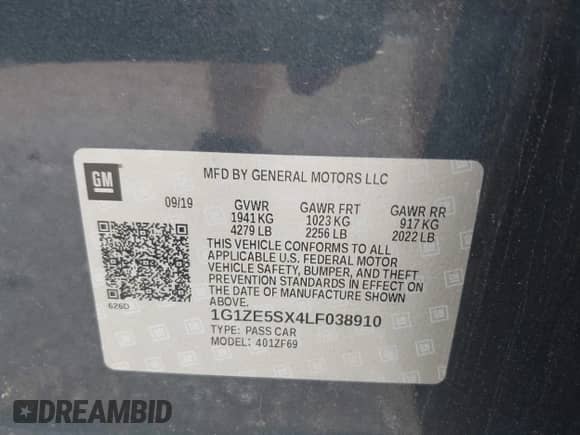 GM
MFD BY GENERAL MOTORS LLC
09/19 GVWR GAWR FRT GAWR RR
1941 KG 1023 KG 917 KG
4279 LB 2256 LB 2022 LB
THIS VEHICLE CONFORMS TO ALL
APPLICABLE U.S. FEDERAL MOTOR
VEHICLE SAFETY, BUMPER, AND THEFT
PREVENTION STANDARDS IN EFFECT ON
THE DATE OF MANUFACTURE SHOWN
ABOVE.
626D
1G1ZE5SX4LF038910
TYPE: PASS CAR
MODEL: 401ZF69
DREAMBID